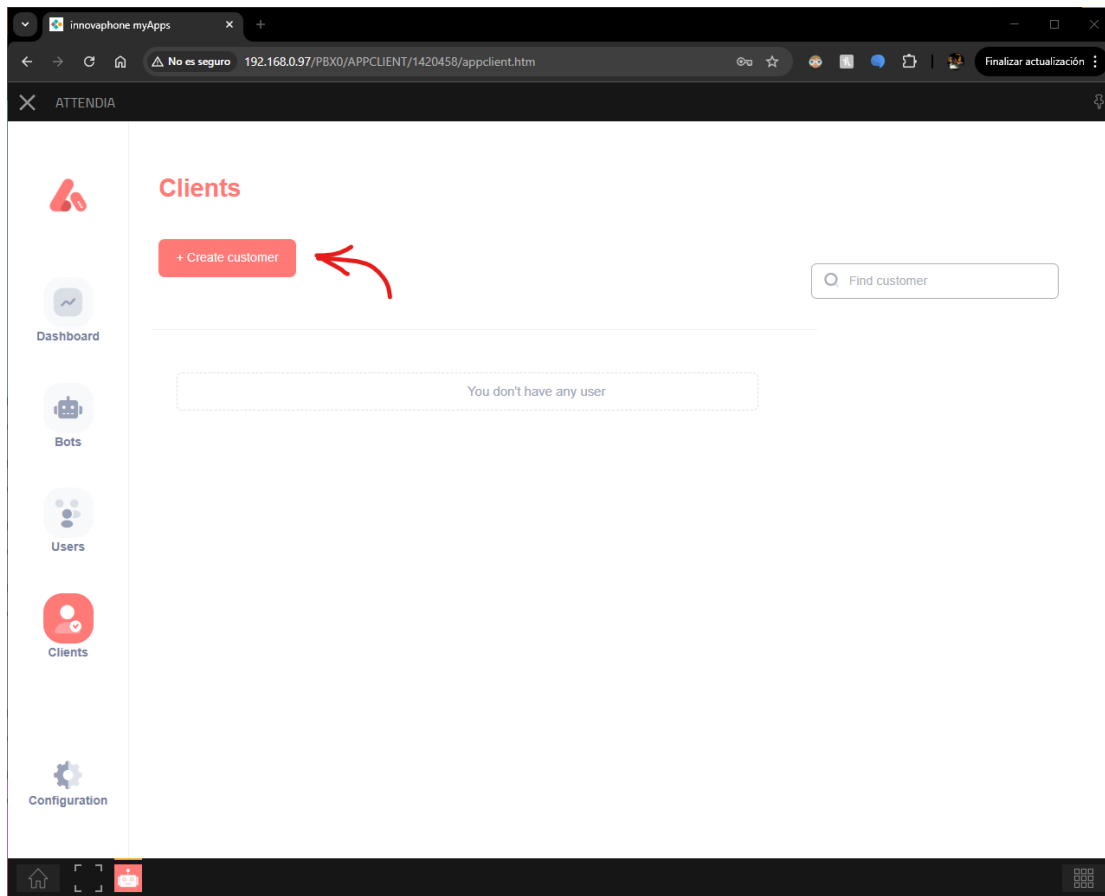 innovaphone myApps
No es seguro 192.168.0.97/PBX0/APPCLIENT/1420458/appclient.htm
Finalizar actualización
ATTENDIA
Clients
+ Create customer
Find customer
Dashboard
You don't have any user
Bots
Users
Clients
Configuration